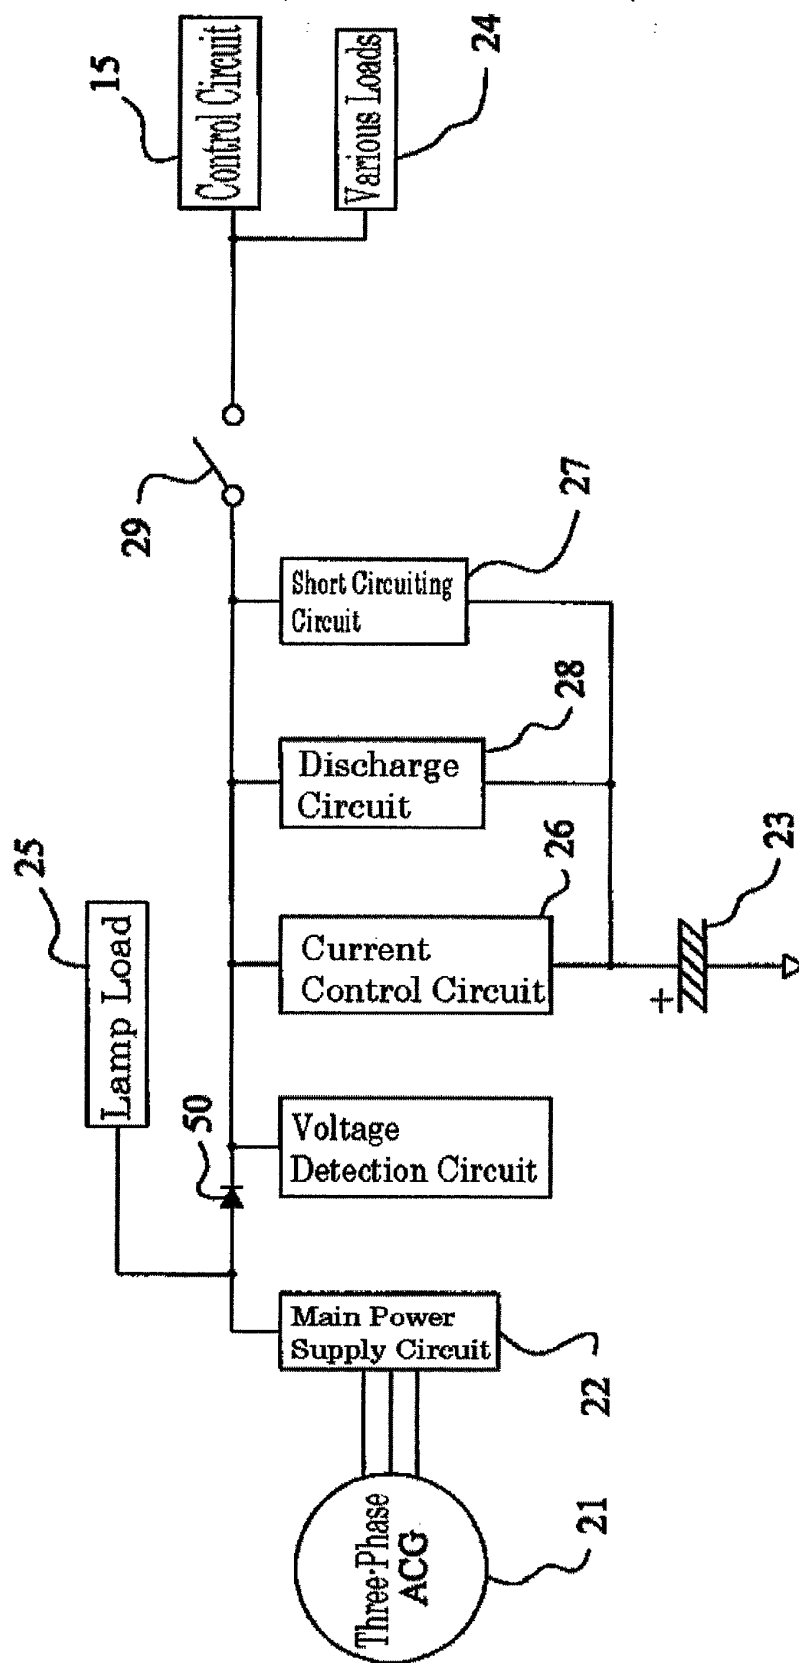 15
Control Circuit
Various Loads
24
29
Short Circuiting
Circuit
27
Discharge
Circuit
28
25
Lamp Load
Current
Control Circuit
26
+
23
50
Voltage
Detection Circuit
Main Power
Supply Circuit
22
Three-Phase
ACG
21